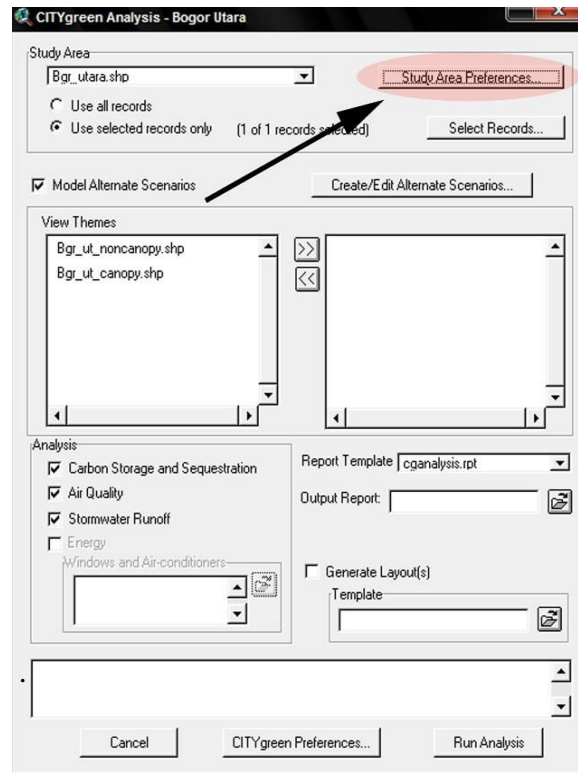 CITYgreen Analysis - Bogor Utara
Study Area
Bgr_utara.shp
Study Area Preferences...
Use all records
Use selected records only (1 of 1 records selected)
Select Records...
Model Alternate Scenarios
Create/Edit Alternate Scenarios...
View Themes
Bgr_ut_noncanopy.shp
Bgr_ut_canopy.shp
>>
<<
Analysis
Carbon Storage and Sequestration
Air Quality
Stormwater Runoff
Energy
Windows and Air-conditioners
Report Template cganalysis.rpt
Output Report:
Generate Layout(s)
Template
Cancel
CITYgreen Preferences...
Run Analysis